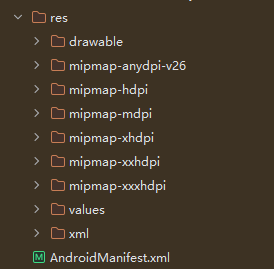 res
drawable
mipmap-anydpi-v26
mipmap-hdpi
mipmap-mdpi
mipmap-xhdpi
mipmap-xxhdpi
mipmap-xxxhdpi
values
xml
M AndroidManifest.xml